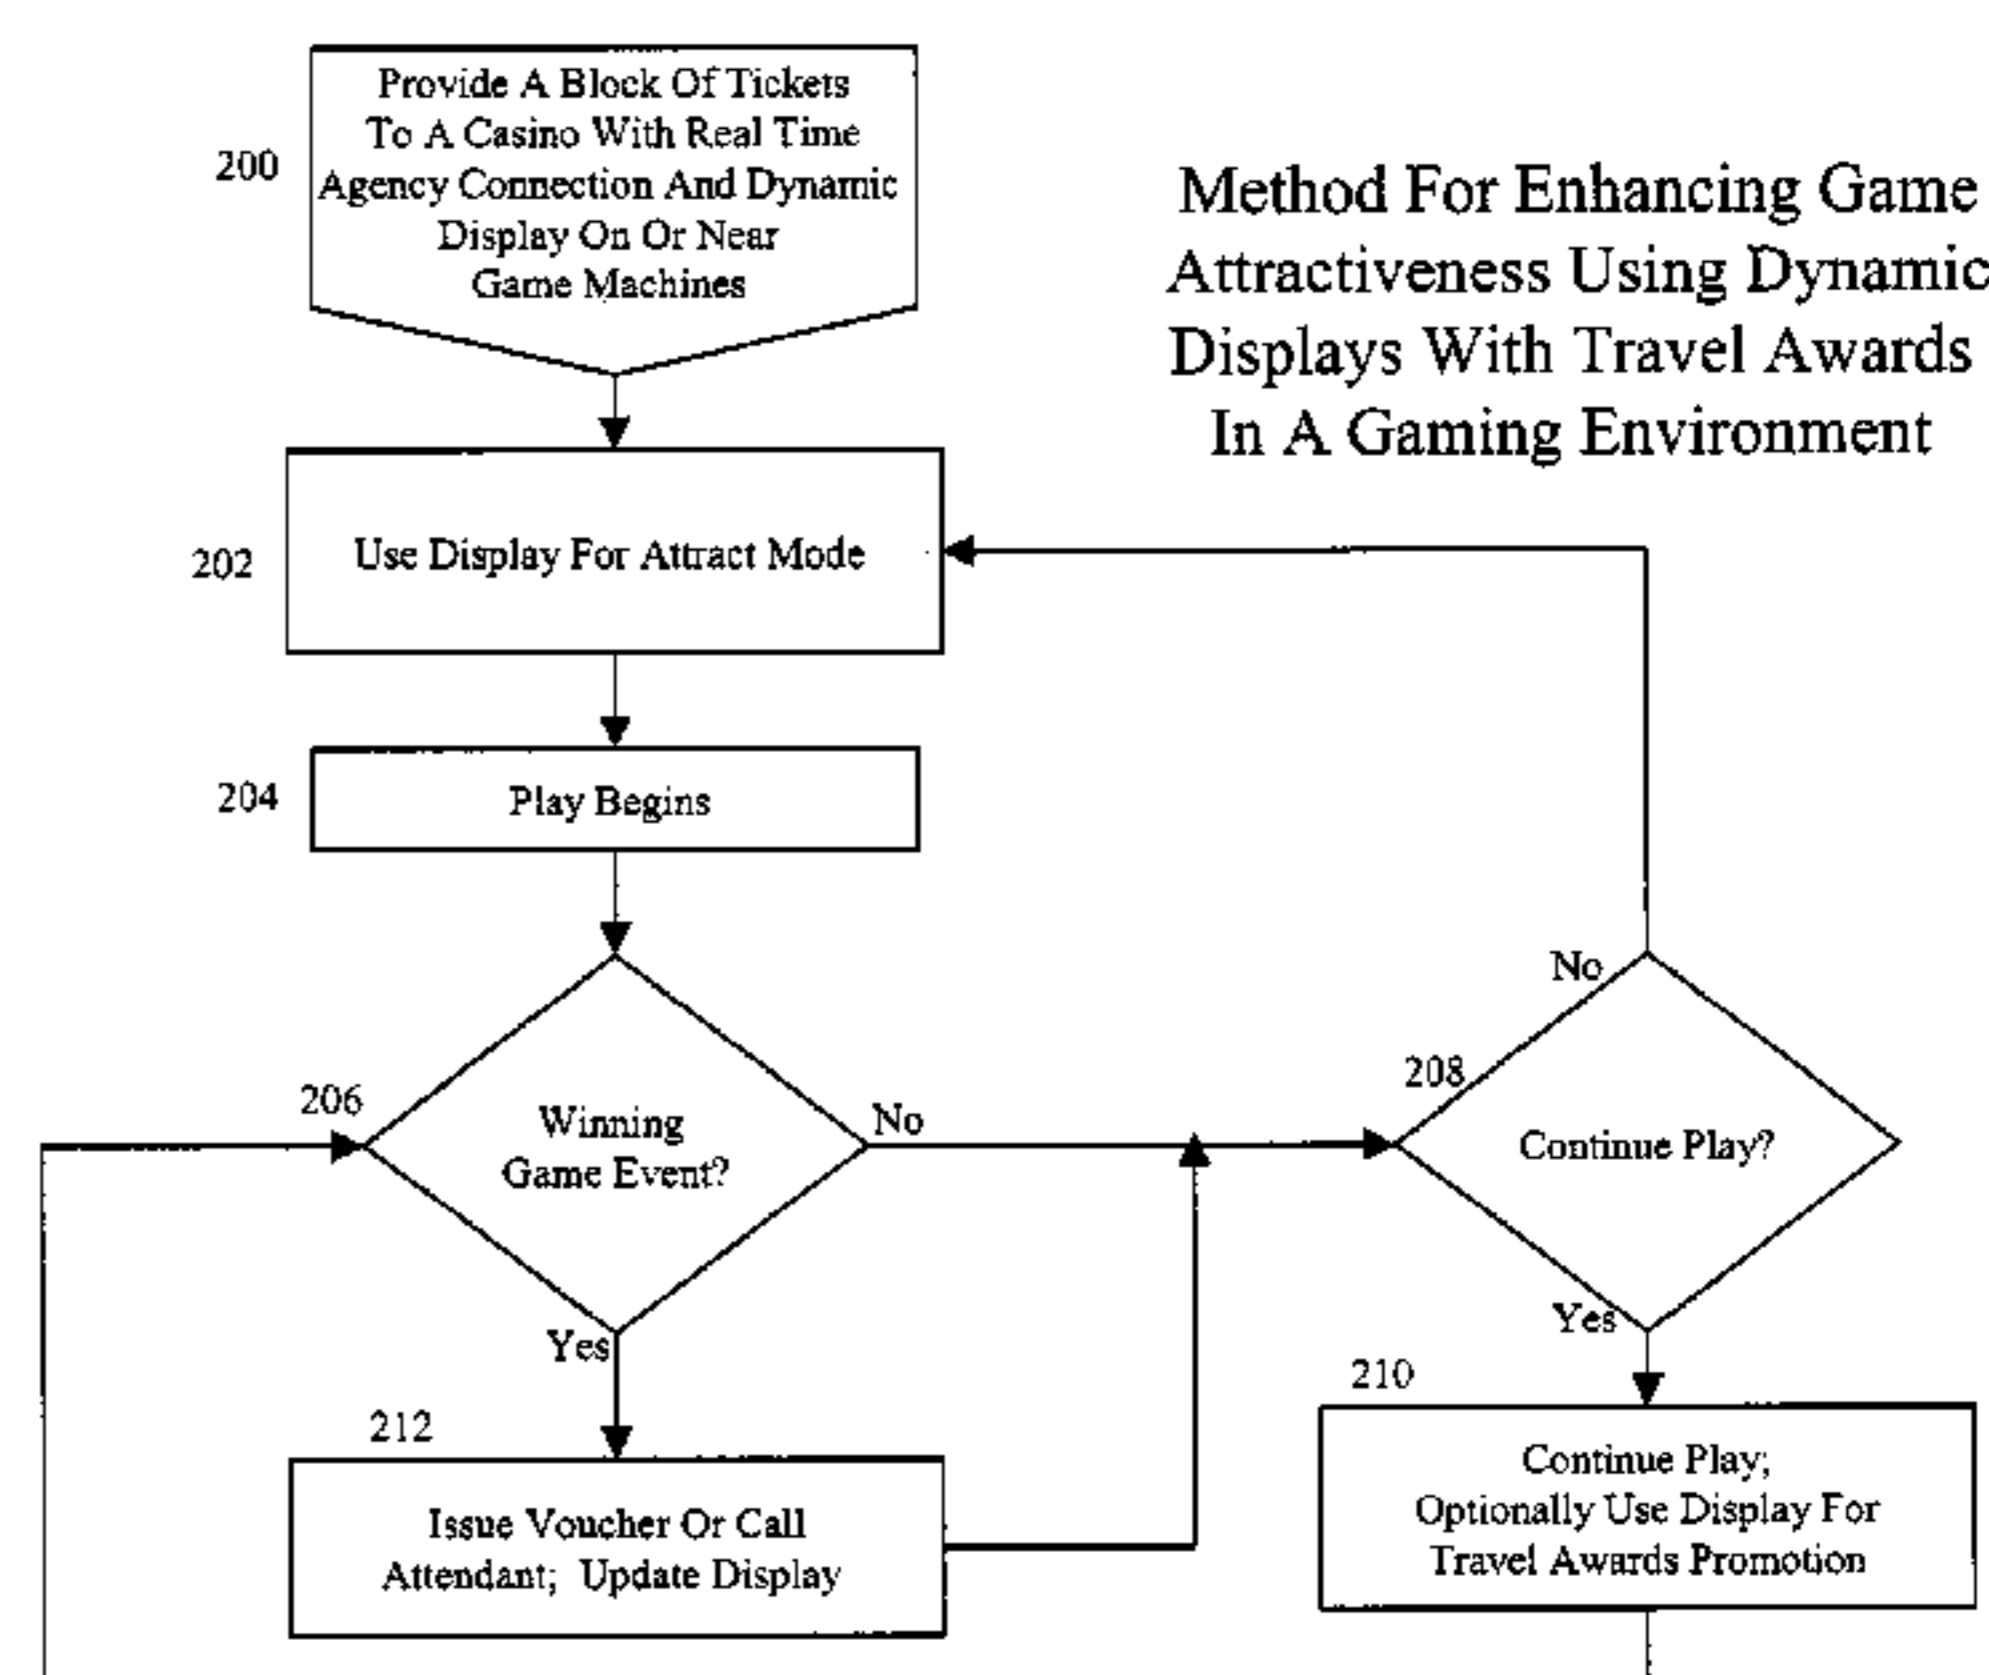 Provide A Block Of Tickets
To A Casino With Real Time
Agency Connection And Dynamic
Display On Or Near
Game Machines
200
Method For Enhancing Game
Attractiveness Using Dynamic
Displays With Travel Awards
In A Gaming Environment
202
Use Display For Attract Mode
204
Play Begins
206
Winning
Game Event?
No
Yes
No
208
Continue Play?
Yes
212
Issue Voucher Or Call
Attendant; Update Display
210
Continue Play;
Optionally Use Display For
Travel Awards Promotion